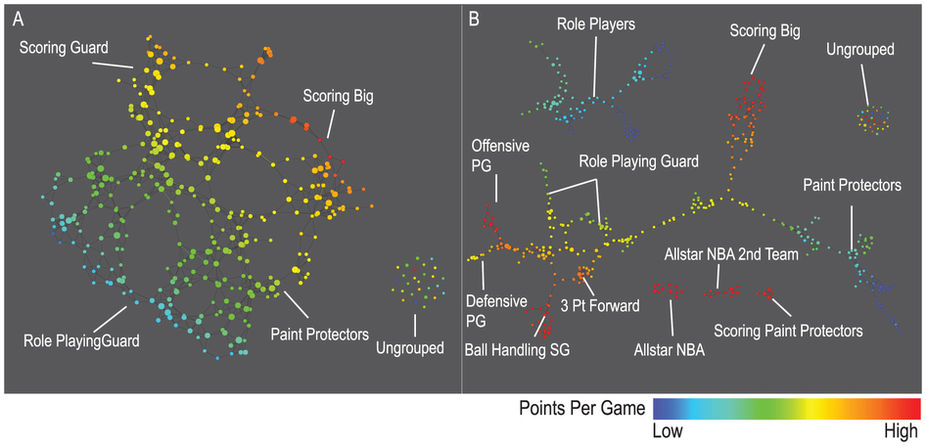 A
Scoring Guard
Scoring Big
Role PlayingGuard
Paint Protectors
Ungrouped
B
Role Players
Scoring Big
Ungrouped
Offensive
PG
Role Playing Guard
Paint Protectors
Defensive
PG
3 Pt Forward
Allstar NBA 2nd Team
Ball Handling SG
Allstar NBA
Scoring Paint Protectors
Points Per Game
Low
High